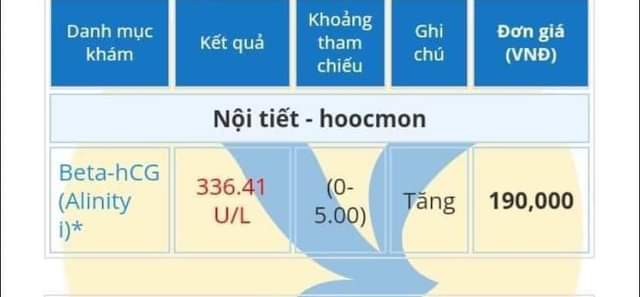 Danh mục khám
Kết quả
Khoảng tham chiếu
Ghi chú
Đơn giá (VNĐ)
Nội tiết - hoocmon
Beta-hCG (Alinity i)*
336.41 U/L
(0-5.00)
Tăng
190,000